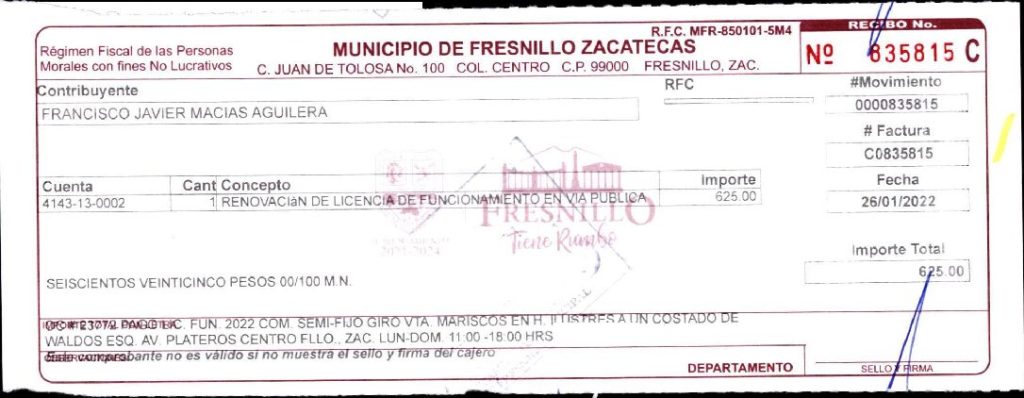 R.F.C. MFR-850101-5M4
RECIBO No.
Régimen Fiscal de las Personas
Morales con fines No Lucrativos
MUNICIPIO DE FRESNILLO ZACATECAS
C. JUAN DE TOLOSA No. 100 COL. CENTRO C.P. 99000 FRESNILLO, ZAC.
Nº 835815 C
Contribuyente
RFC
#Movimiento
FRANCISCO JAVIER MACIAS AGUILERA
0000835815
# Factura
C0835815
Cuenta Cant Concepto Importe
Fecha
4143-13-0002 1 RENOVACIÓN DE LICENCIA DE FUNCIONAMIENTO EN VIA PUBLICA 625.00
26/01/2022
FRESNILLO
Tiene Rumbo
2021-2024
Importe Total
625.00
SEISCIENTOS VEINTICINCO PESOS 00/100 M.N.
PAGO LIC. FUN. 2022 COM. SEMI-FIJO GIRO VTA. MARISCOS EN H. ILUSTRES A UN COSTADO DE
WALDOS ESQ. AV. PLATEROS CENTRO FLLO., ZAC. LUN-DOM. 11:00 -18:00 HRS
Este comprobante no es válido si no muestra el sello y firma del cajero
DEPARTAMENTO
SELLO Y FIRMA